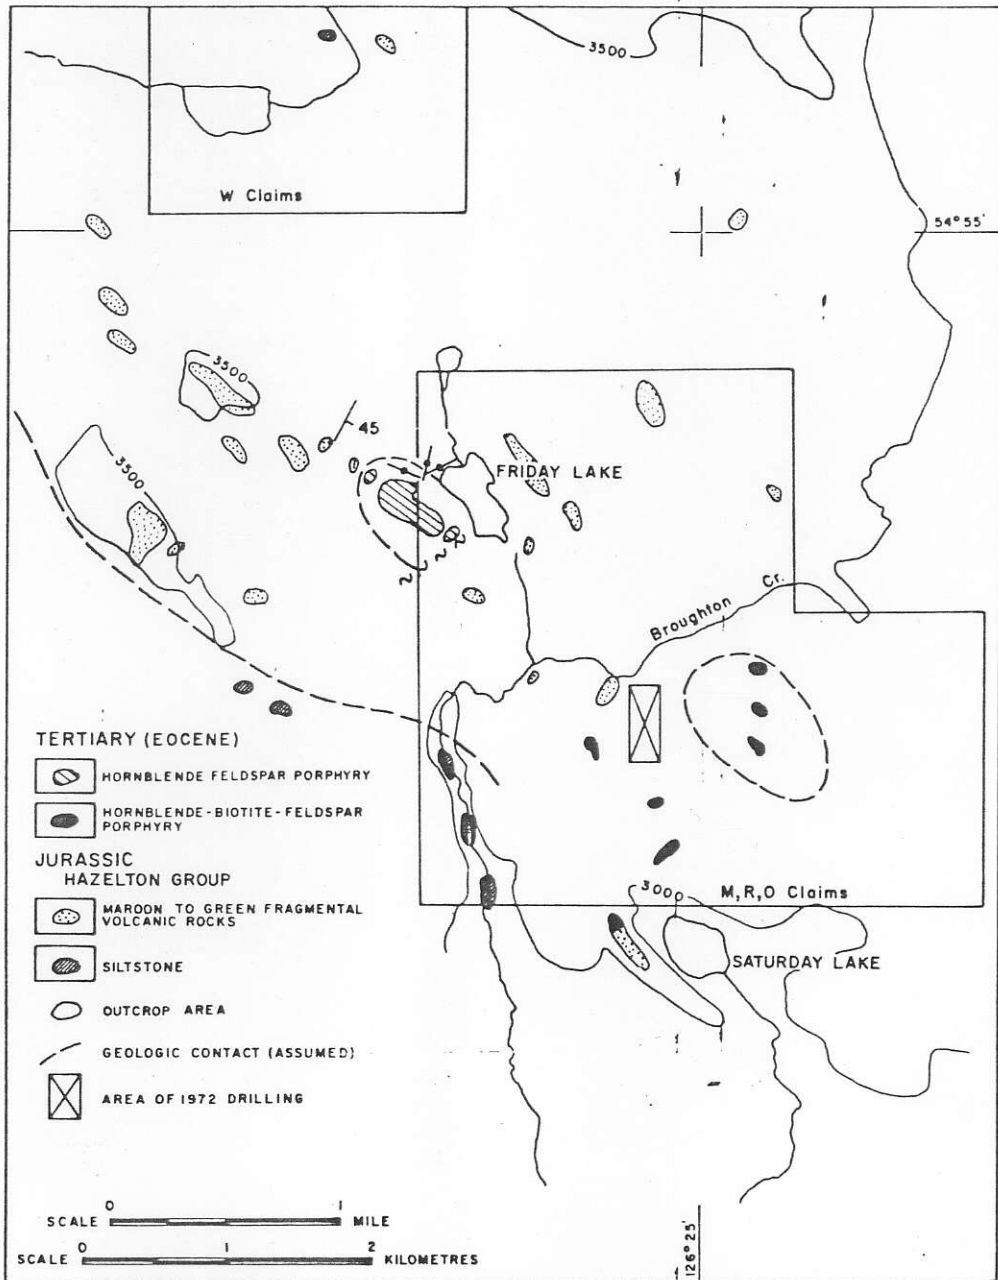 3500
W Claims
54°55'
3500
45
3500
FRIDAY LAKE
Broughton Cr.
TERTIARY (EOCENE)
HORNBLENDE FELDSPAR PORPHYRY
HORNBLENDE-BIOTITE-FELDSPAR
PORPHYRY
JURASSIC
HAZELTON GROUP
MAROON TO GREEN FRAGMENTAL
VOLCANIC ROCKS
SILTSTONE
OUTCROP AREA
GEOLOGIC CONTACT (ASSUMED)
AREA OF 1972 DRILLING
3000
M,R,O Claims
SATURDAY LAKE
0 1
SCALE MILE
0 1 2
SCALE KILOMETRES
126°25'